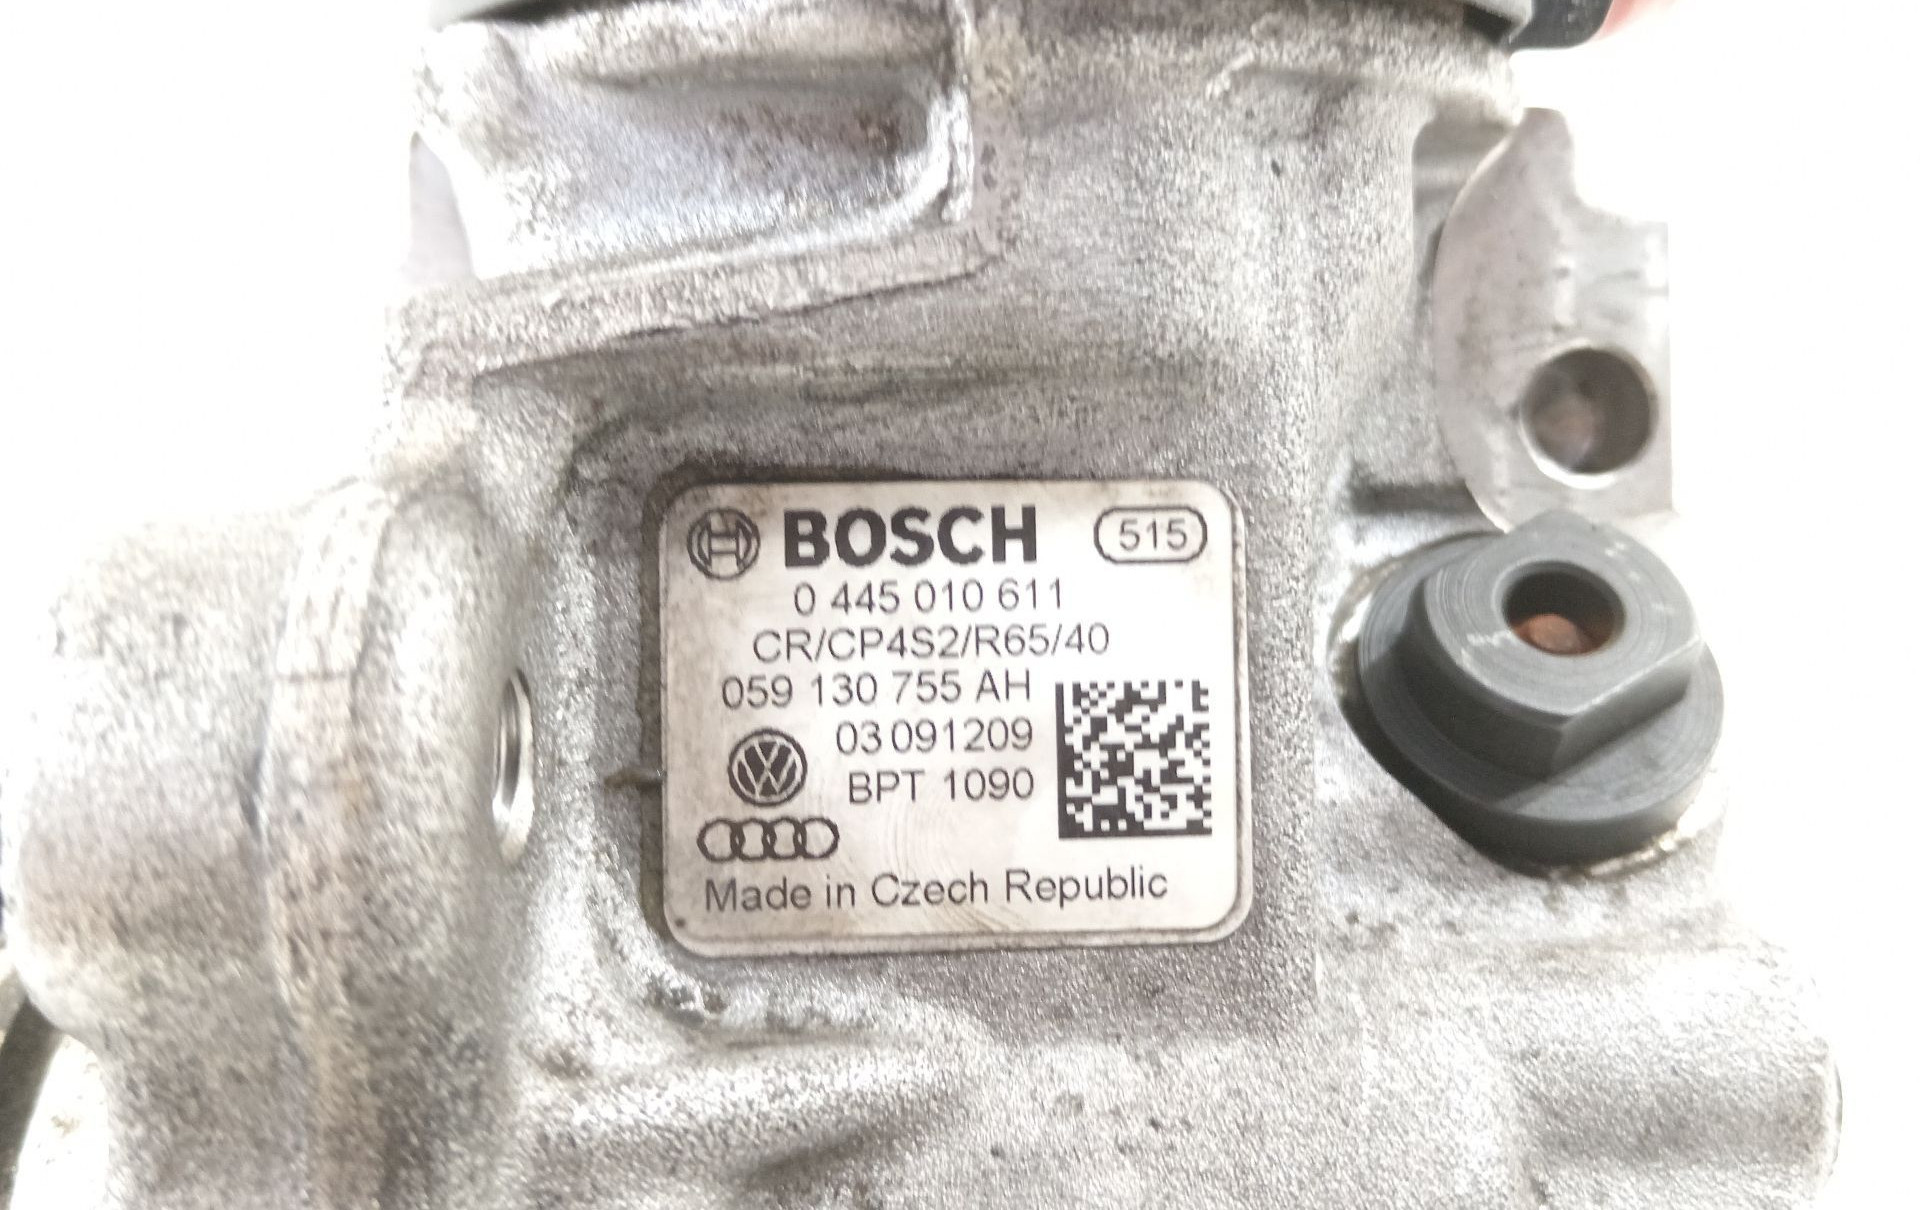 BOSCH 515
0 445 010 611
CR/CP4S2/R65/40
059 130 755 AH
03 091209
BPT 1090
Made in Czech Republic